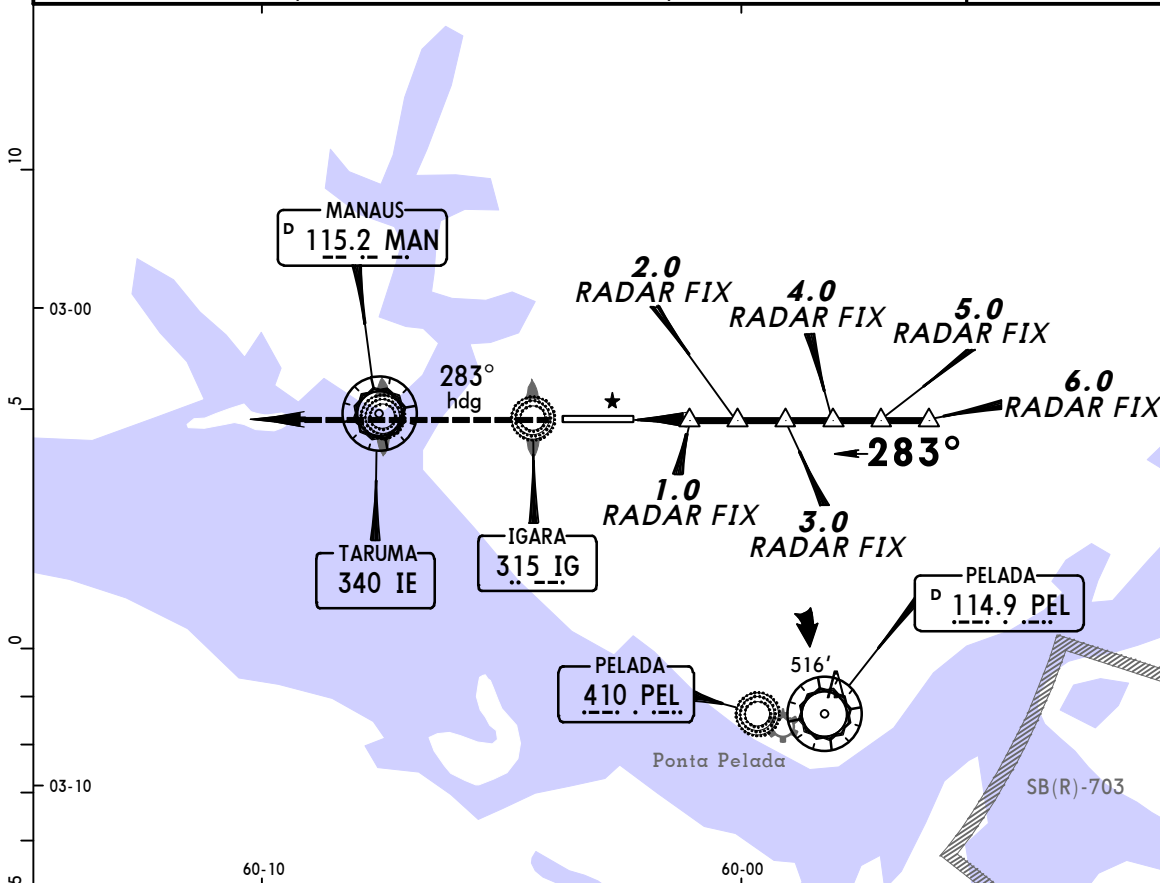 10
MANAUS
D 115.2 MAN
03-00
2.0
RADAR FIX
4.0
RADAR FIX
5.0
RADAR FIX
6.0
RADAR FIX
283°
hdg
5
←283°
1.0
RADAR FIX
3.0
RADAR FIX
IGARA
315 IG
TARUMA
340 IE
PELADA
D 114.9 PEL
0
516'
PELADA
410 PEL
Ponta Pelada
03-10
SB(R)-703
60-10
60-00
5